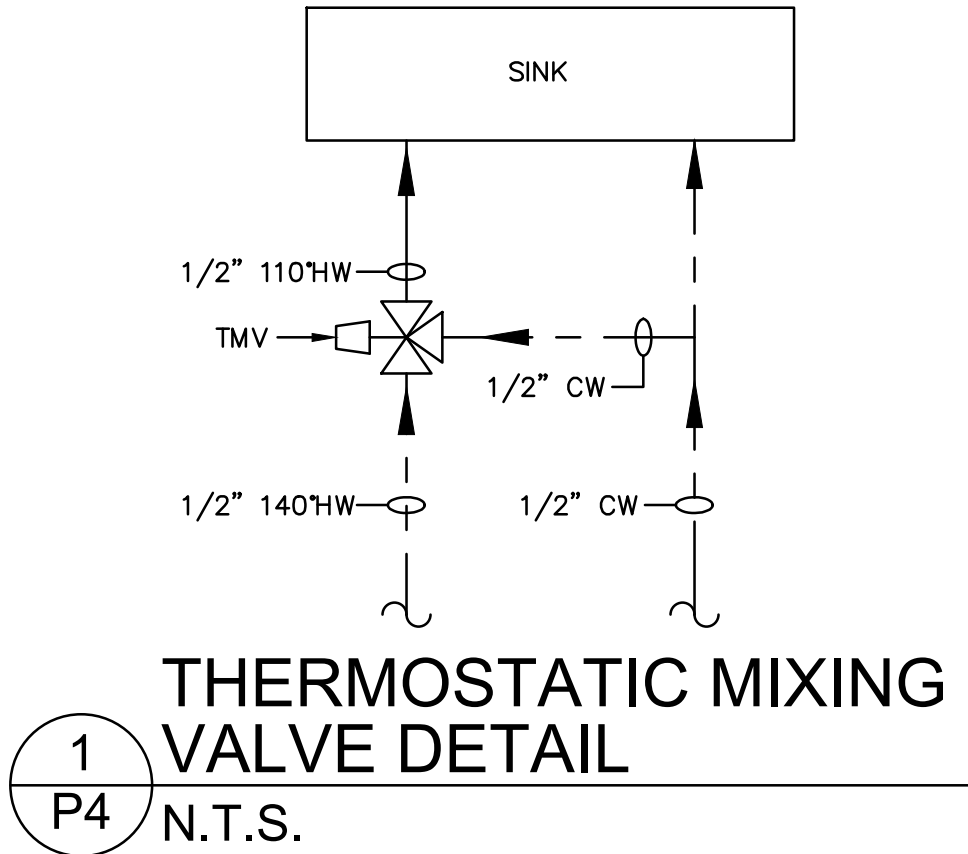 SINK
1/2" 110°HW
TMV
1/2" CW
1/2" 140°HW
1/2" CW
THERMOSTATIC MIXING
VALVE DETAIL
1
P4
N.T.S.